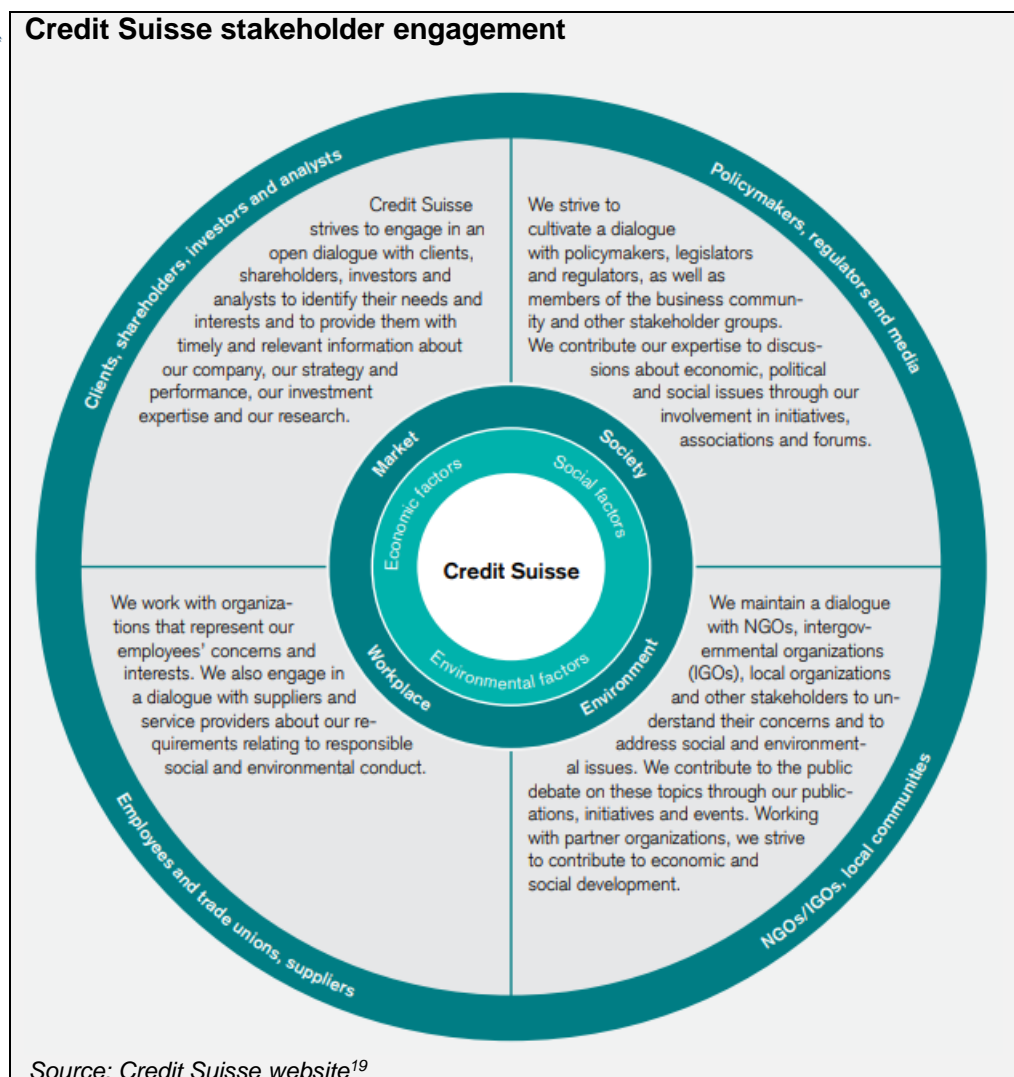 Credit Suisse stakeholder engagement
Clients, shareholders, investors and analysts
Credit Suisse
strives to engage in an
open dialogue with clients,
shareholders, investors and
analysts to identify their needs and
interests and to provide them with
timely and relevant information about
our company, our strategy and
performance, our investment
expertise and our research.
Policymakers, regulators and media
We strive to
cultivate a dialogue
with policymakers, legislators
and regulators, as well as
members of the business commun-
ity and other stakeholder groups.
We contribute our expertise to discus-
sions about economic, political
and social issues through our
involvement in initiatives,
associations and forums.
Market
Society
Economic factors
Social factors
Credit Suisse
Environmental factors
Workplace
Environment
We work with organiza-
tions that represent our
employees' concerns and
interests. We also engage in
a dialogue with suppliers and
service providers about our re-
quirements relating to responsible
social and environmental conduct.
Employees and trade unions, suppliers
We maintain a dialogue
with NGOs, intergov-
ernmental organizations
(IGOs), local organizations
and other stakeholders to un-
derstand their concerns and to
address social and environment-
al issues. We contribute to the public
debate on these topics through our public-
ations, initiatives and events. Working
with partner organizations, we strive
to contribute to economic and
social development.
NGOs/IGOs, local communities
Source: Credit Suisse website19